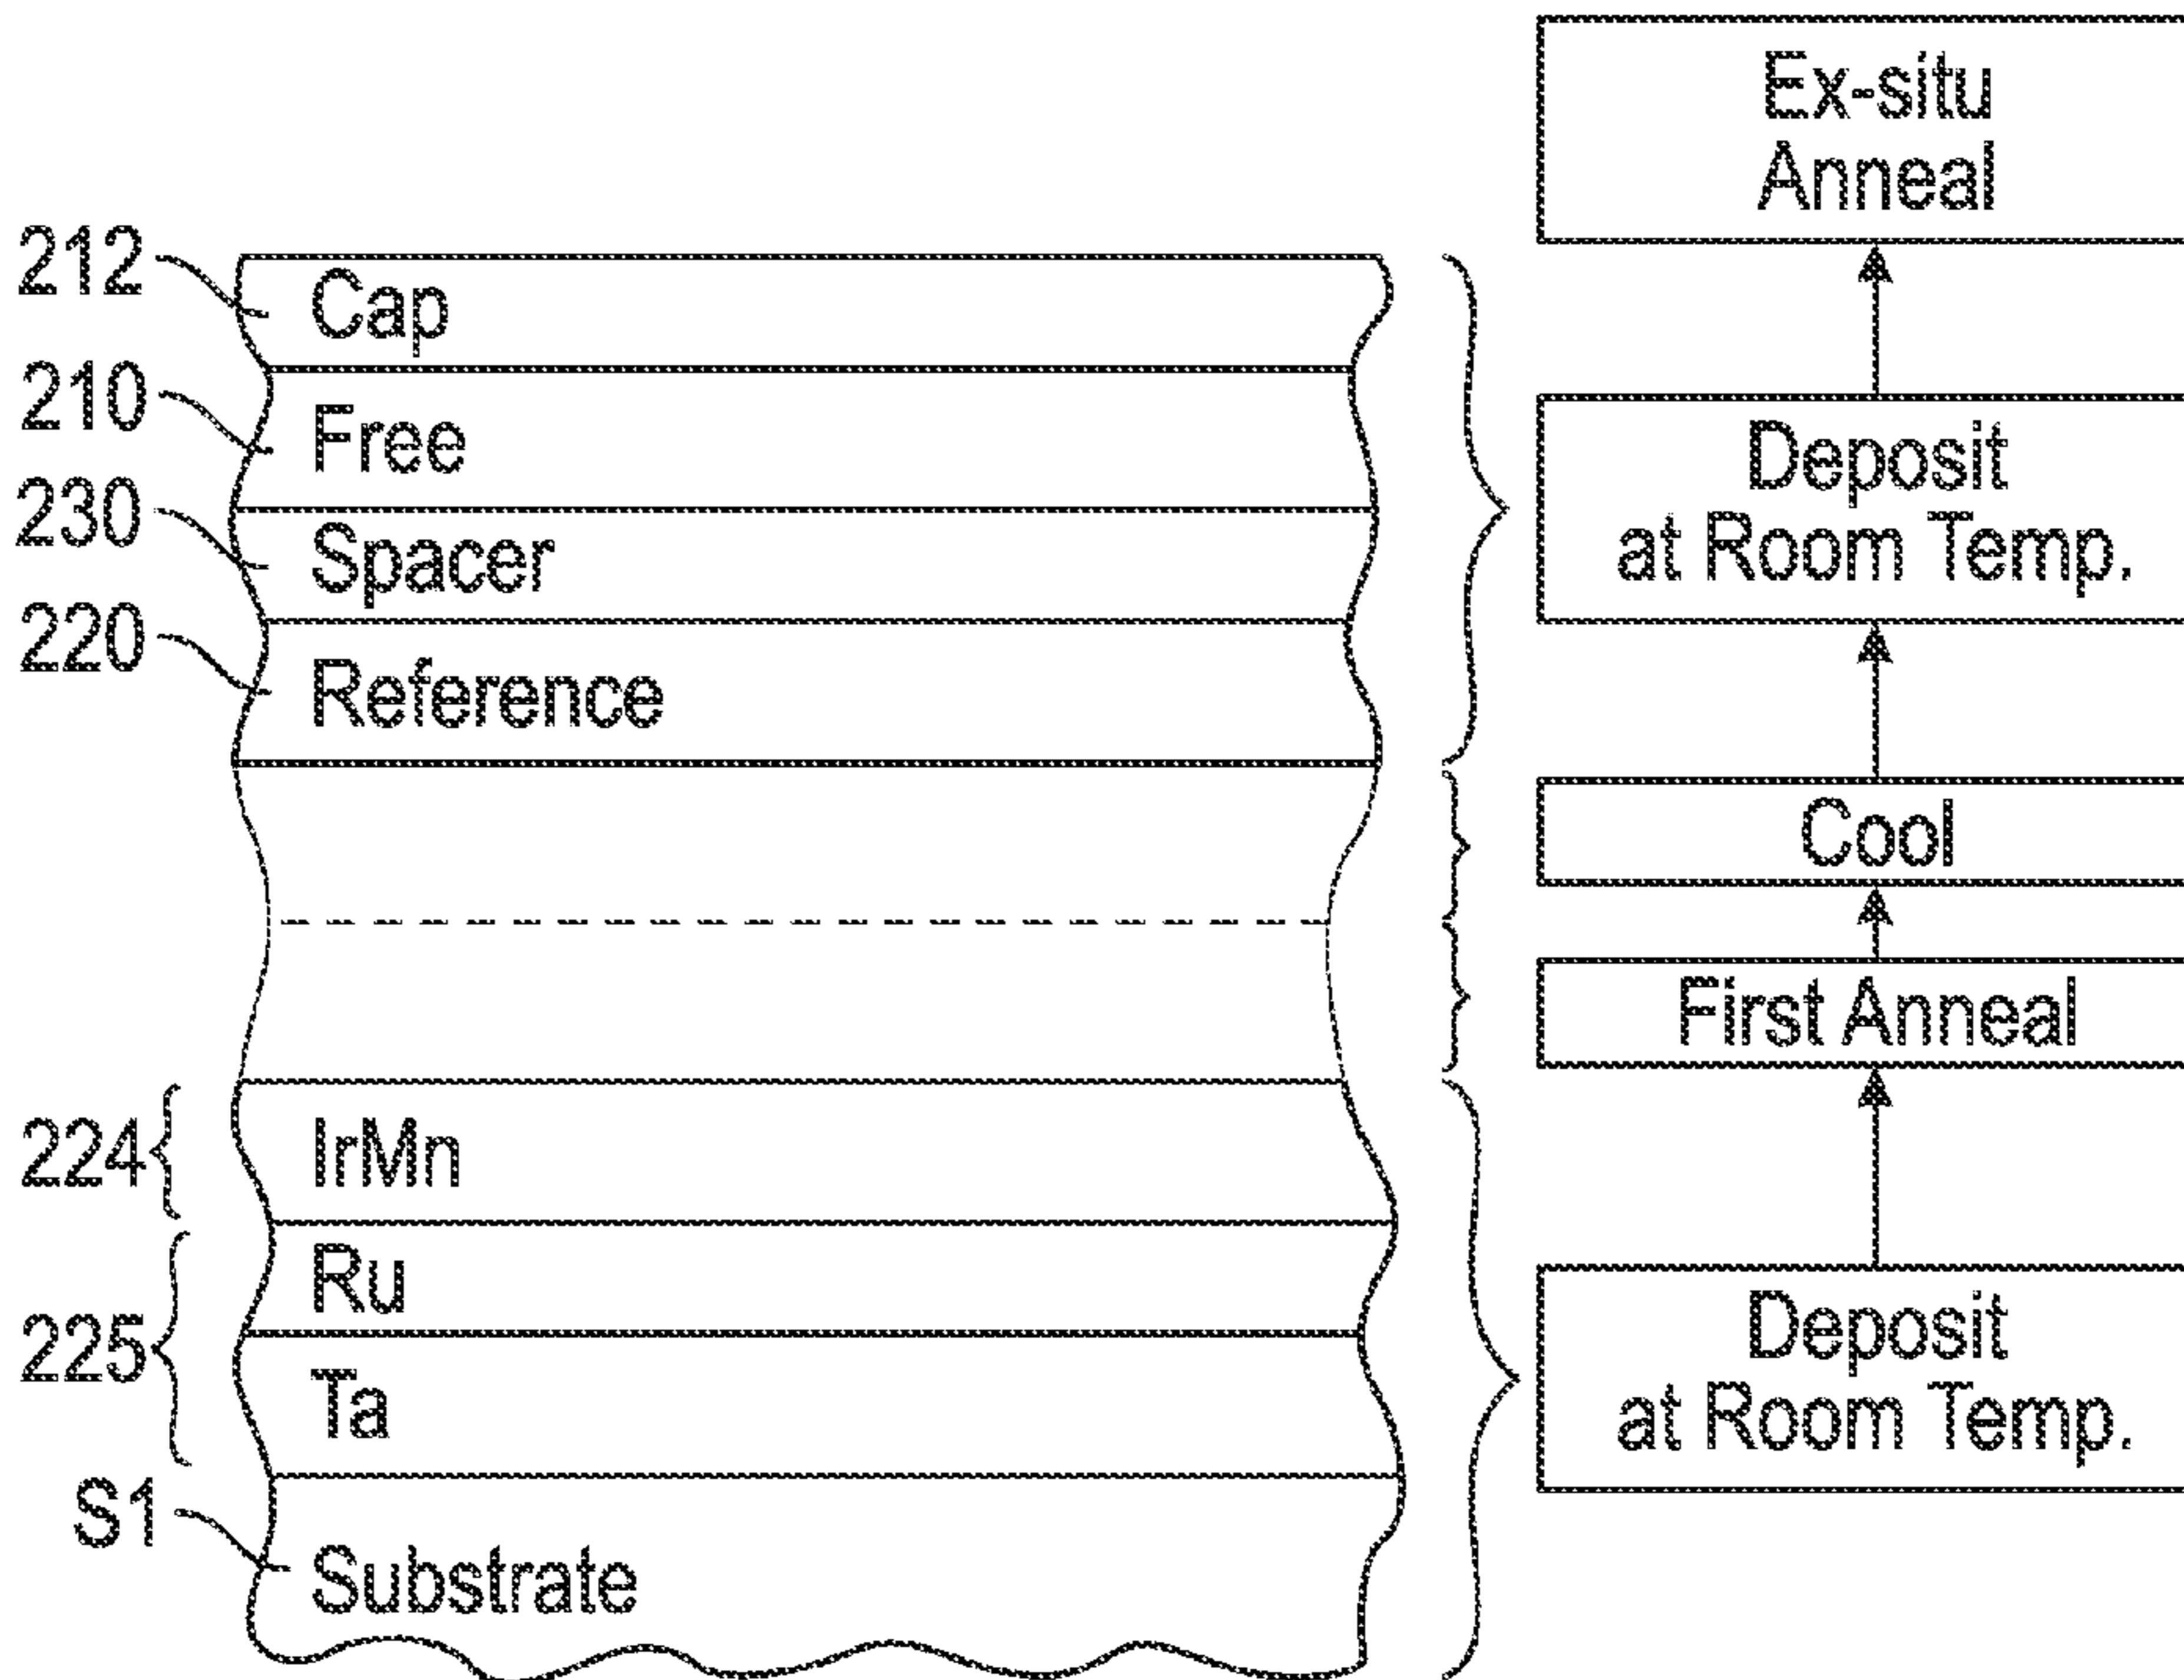 212
Cap
210
Free
230
Spacer
220
Reference
224
IrMn
225
Ru
Ta
S1
Substrate
Ex-situ
Anneal
Deposit
at Room Temp.
Cool
First Anneal
Deposit
at Room Temp.